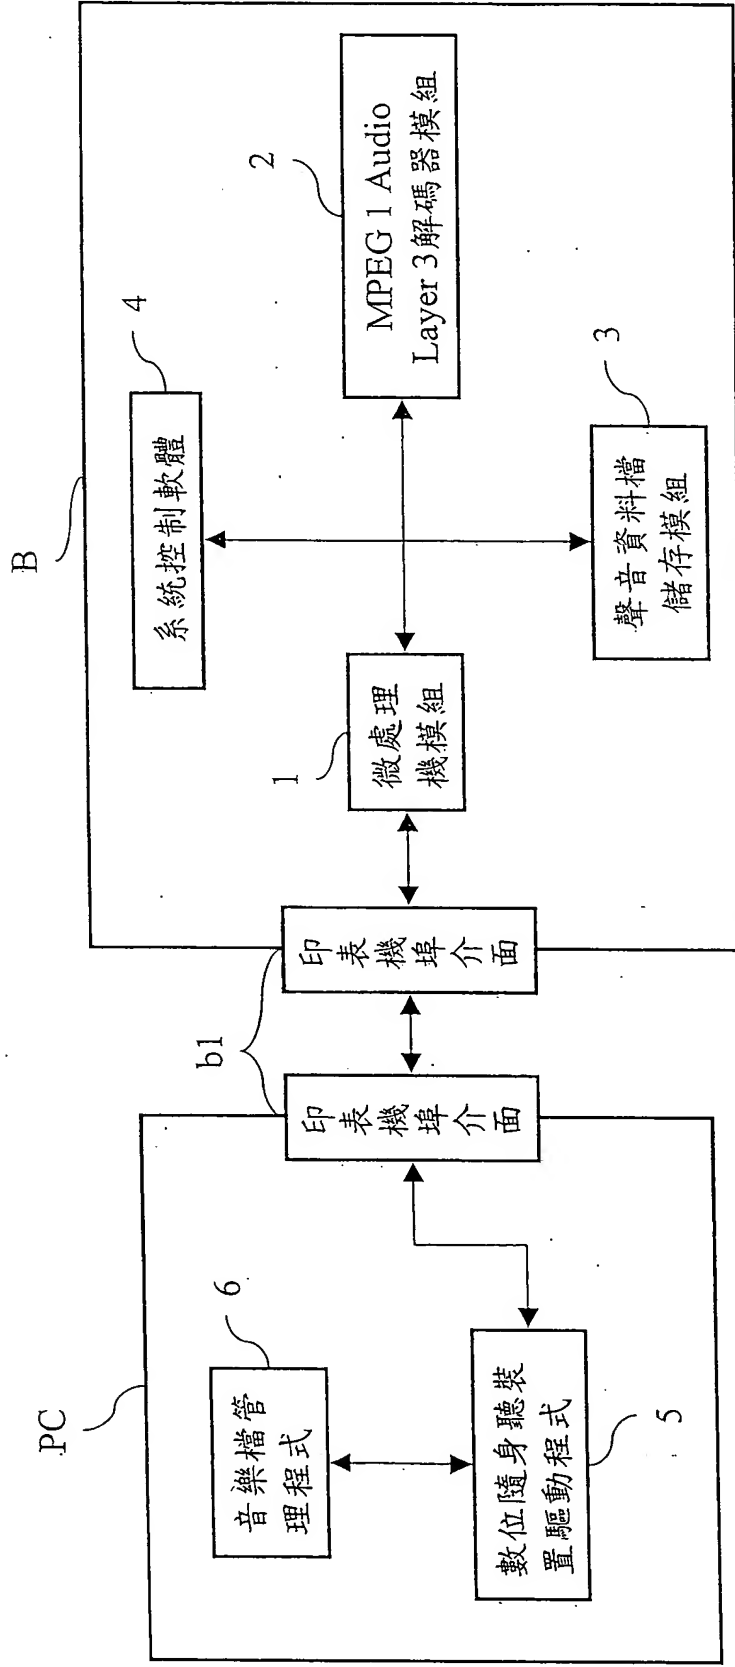 PC
6
音樂檔管
理程式
數位隨身聽裝
置驅動程式
5
b1
印表機埠介面
印表機埠介面
B
1
微處理
機模組
4
系統控制軟體
2
MPEG 1 Audio
Layer 3解碼器模組
3
聲音資料檔
儲存模組